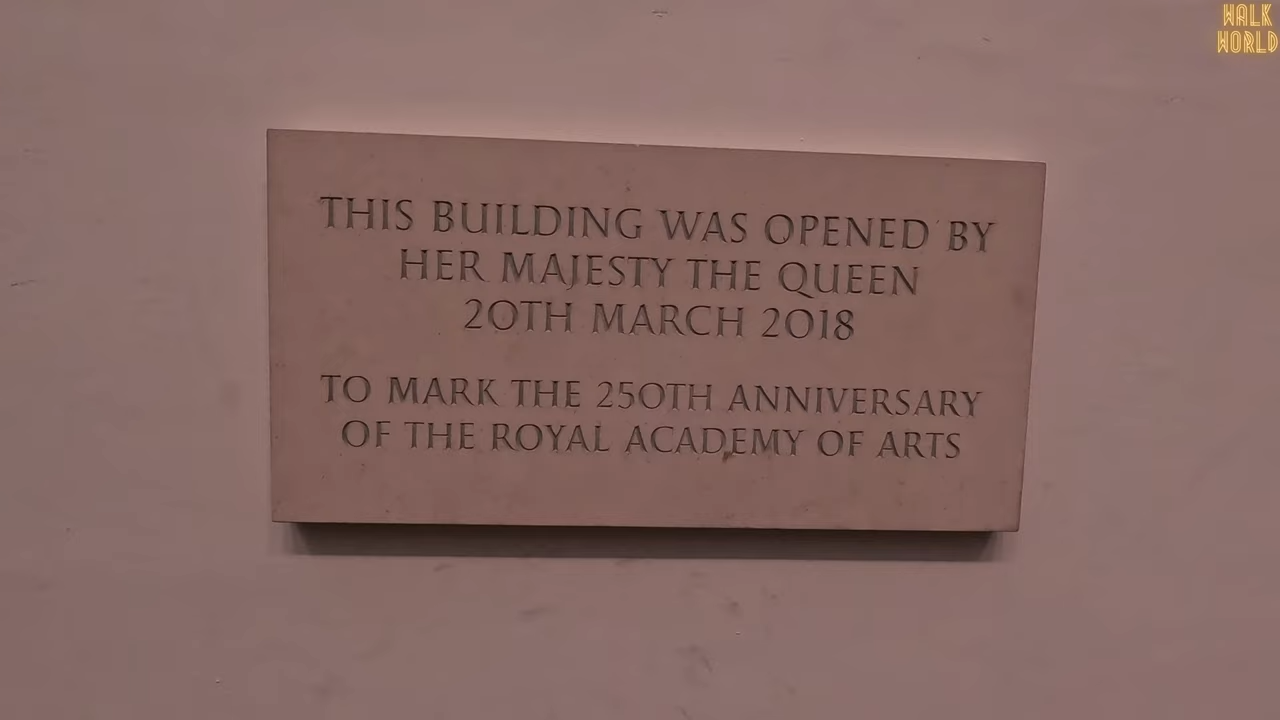 WALK
WORLD
THIS BUILDING WAS OPENED BY
HER MAJESTY THE QUEEN
20TH MARCH 2018
TO MARK THE 250TH ANNIVERSARY
OF THE ROYAL ACADEMY OF ARTS